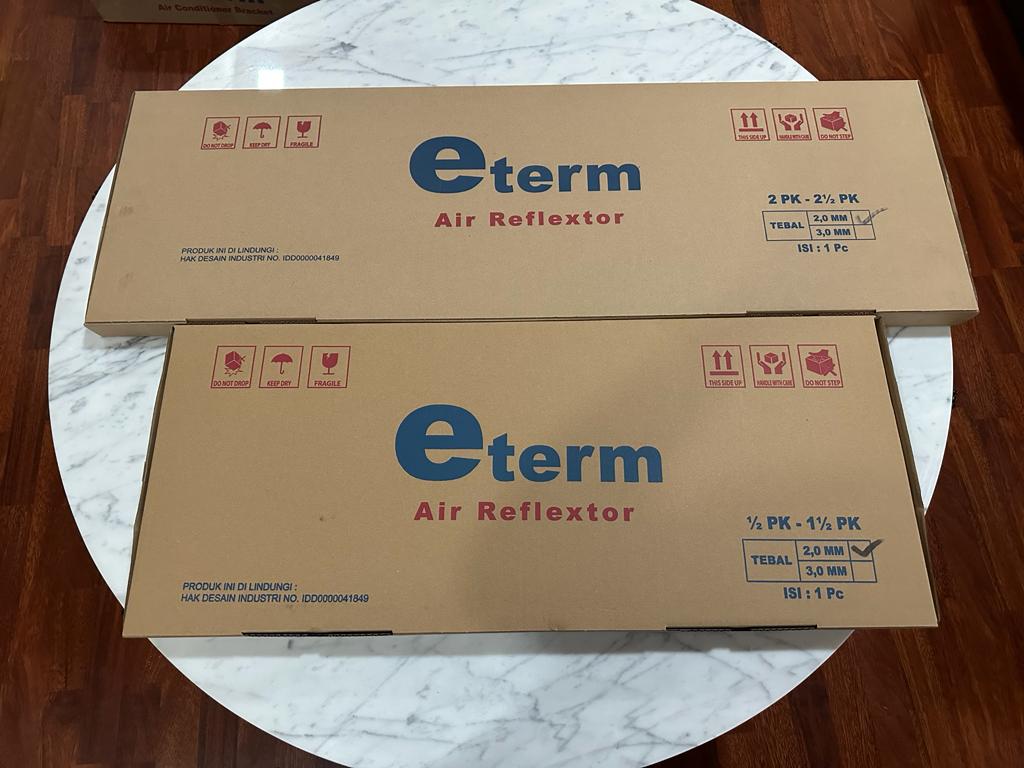 Air Conditioner Bracket
DO NOT DROP
KEEP DRY
FRAGILE
THIS SIDE UP
HANDLE WITH CARE
DO NOT STEP
eterm
Air Reflextor
2 PK - 2½ PK
TEBAL
2,0 MM
3,0 MM
ISI : 1 Pc
PRODUK INI DI LINDUNGI :
HAK DESAIN INDUSTRI NO. IDD0000041849
DO NOT DROP
KEEP DRY
FRAGILE
THIS SIDE UP
HANDLE WITH CARE
DO NOT STEP
eterm
Air Reflextor
½ PK - 1½ PK
TEBAL
2,0 MM
3,0 MM
ISI : 1 Pc
PRODUK INI DI LINDUNGI :
HAK DESAIN INDUSTRI NO. IDD0000041849